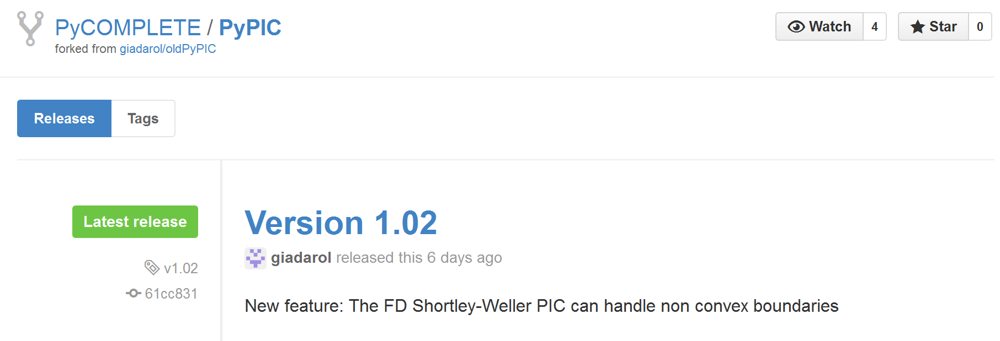 PyCOMPLETE / PyPIC
forked from giadarol/oldPyPIC
Watch 4
Star 0
Releases Tags
Latest release
v1.02
61cc831
Version 1.02
giadarol released this 6 days ago
New feature: The FD Shortley-Weller PIC can handle non convex boundaries